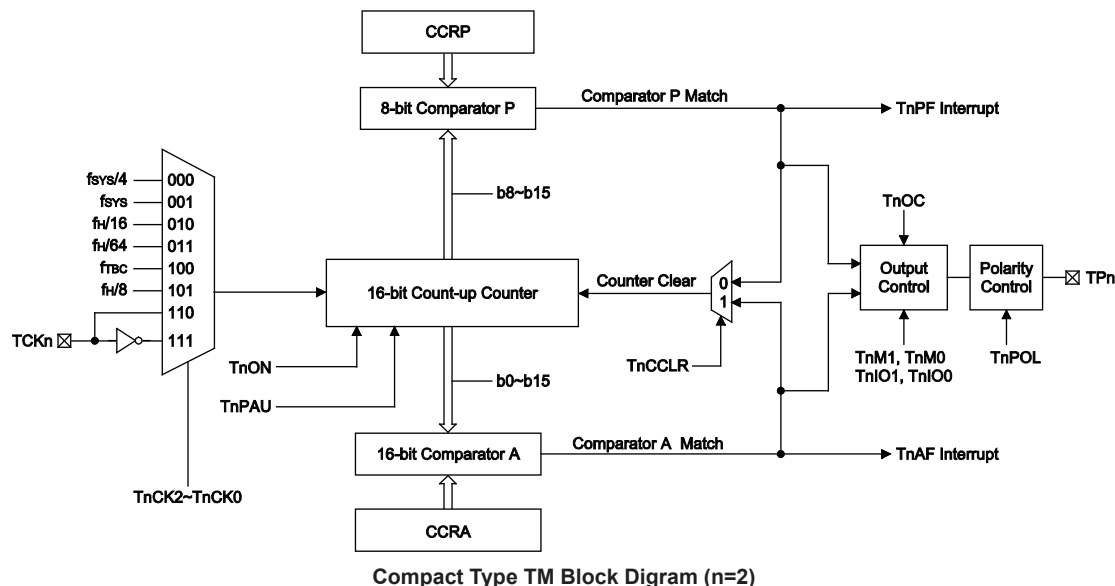 CCRP
8-bit Comparator P
Comparator P Match
TnPF Interrupt
b8~b15
fSYS/4
000
fSYS
001
fH/16
010
fH/64
011
fTBC
100
fH/8
101
110
111
TCKn
TnCK2~TnCK0
16-bit Count-up Counter
TnON
TnPAU
Counter Clear
0
1
TnCCLR
TnOC
Output
Control
TnM1, TnM0
TnIO1, TnIO0
Polarity
Control
TnPOL
TPn
b0~b15
16-bit Comparator A
Comparator A Match
TnAF Interrupt
CCRA
Compact Type TM Block Digram (n=2)